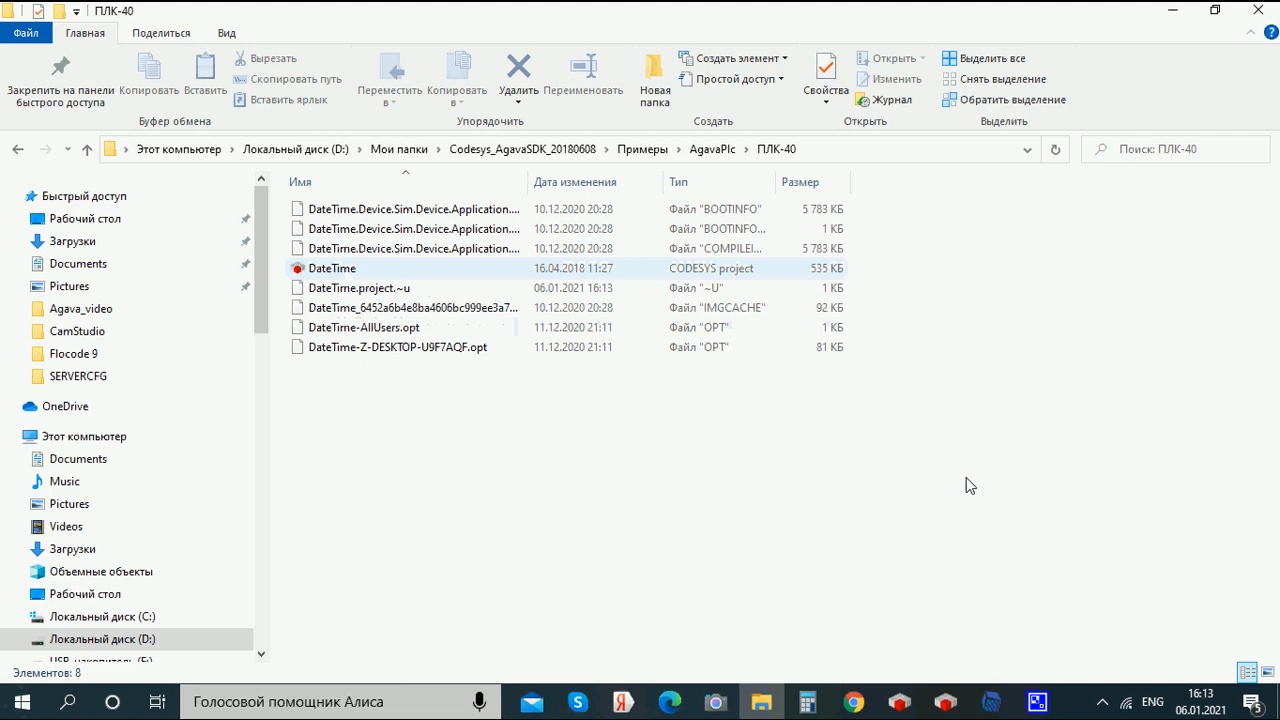 ПЛК-40
Файл Главная Поделиться Вид
Закрепить на панели быстрого доступа
Копировать
Вставить
Вырезать
Скопировать путь
Вставить ярлык
Буфер обмена
Переместить в
Копировать в
Удалить
Переименовать
Упорядочить
Новая папка
Создать элемент
Простой доступ
Создать
Свойства
Открыть
Изменить
Журнал
Открыть
Выделить все
Снять выделение
Обратить выделение
Выделить
Этот компьютер > Локальный диск (D:) > Мои папки > Codesys_AgavaSDK_20180608 > Примеры > AgavaPlc > ПЛК-40
Поиск: ПЛК-40
Быстрый доступ
Рабочий стол
Загрузки
Documents
Pictures
Agava_video
CamStudio
Flocode 9
SERVERCFG
OneDrive
Этот компьютер
Documents
Music
Pictures
Videos
Загрузки
Объемные объекты
Рабочий стол
Локальный диск (C:)
Локальный диск (D:)
Имя Дата изменения Тип Размер
DateTime.Device.Sim.Device.Application.... 10.12.2020 20:28 Файл "BOOTINFO" 5 783 КБ
DateTime.Device.Sim.Device.Application.... 10.12.2020 20:28 Файл "BOOTINFO... 1 КБ
DateTime.Device.Sim.Device.Application.... 10.12.2020 20:28 Файл "COMPILEI... 5 783 КБ
DateTime 16.04.2018 11:27 CODESYS project 535 КБ
DateTime.project.~u 06.01.2021 16:13 Файл "~U" 1 КБ
DateTime_6452a6b4e8ba4606bc999ee3a7... 10.12.2020 20:28 Файл "IMGCACHE" 92 КБ
DateTime-AllUsers.opt 11.12.2020 21:11 Файл "OPT" 1 КБ
DateTime-Z-DESKTOP-U9F7AQF.opt 11.12.2020 21:11 Файл "OPT" 81 КБ
Элементов: 8
Голосовой помощник Алиса
ENG
16:13
06.01.2021
5